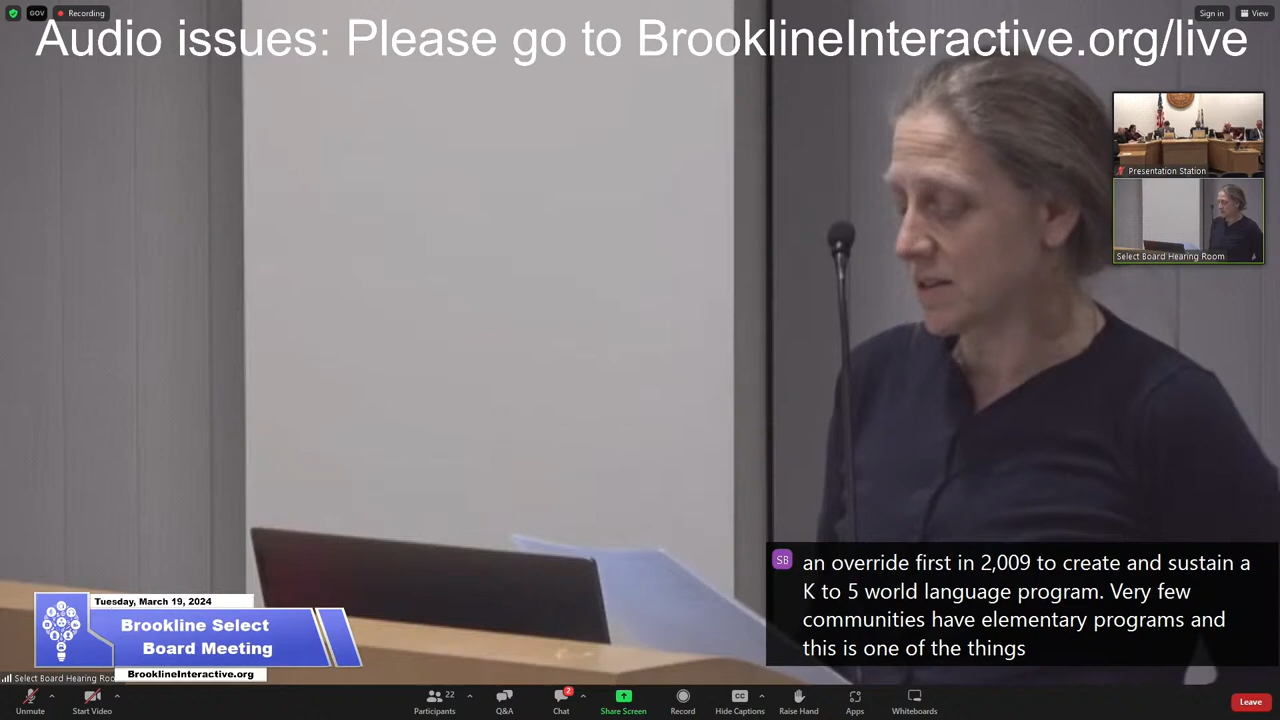 GOV
Recording
Sign in
View
Audio issues: Please go to BrooklineInteractive.org/live
Presentation Station
Select Board Hearing Room
SB
an override first in 2,009 to create and sustain a
K to 5 world language program. Very few
communities have elementary programs and
this is one of the things
Tuesday, March 19, 2024
Brookline Select
Board Meeting
BrooklineInteractive.org
Select Board Hearing Roo
Unmute
Start Video
Participants
22
Q&A
Chat
2
Share Screen
Record
CC
Hide Captions
Raise Hand
Apps
Whiteboards
Leave